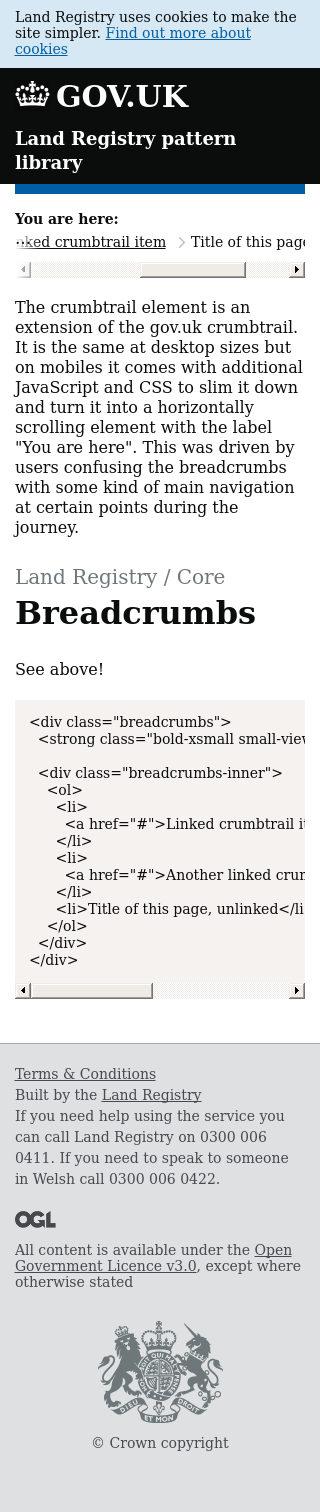 Land Registry uses cookies to make the
site simpler. Find out more about
cookies
GOV.UK
Land Registry pattern
library
You are here:
crumbtrail item Title of this page
The crumbtrail element is an
extension of the gov.uk crumbtrail.
It is the same at desktop sizes but
on mobiles it comes with additional
JavaScript and CSS to slim it down
and turn it into a horizontally
scrolling element with the label
"You are here". This was driven by
users confusing the breadcrumbs
with some kind of main navigation
at certain points during the
journey.
Land Registry / Core
Breadcrumbs
See above!
<div class="breadcrumbs">
<strong class="bold-xsmall small-view
<div class="breadcrumbs-inner">
<ol>
<li>
<a href="#">Linked crumbtrail it
</li>
<li>
<a href="#">Another linked crum
</li>
<li>Title of this page, unlinked</li
</ol>
</div>
</div>
Terms & Conditions
Built by the Land Registry
If you need help using the service you
can call Land Registry on 0300 006
0411. If you need to speak to someone
in Welsh call 0300 006 0422.
OGL
All content is available under the Open
Government Licence v3.0, except where
otherwise stated
DIEU ET MON DROIT
© Crown copyright